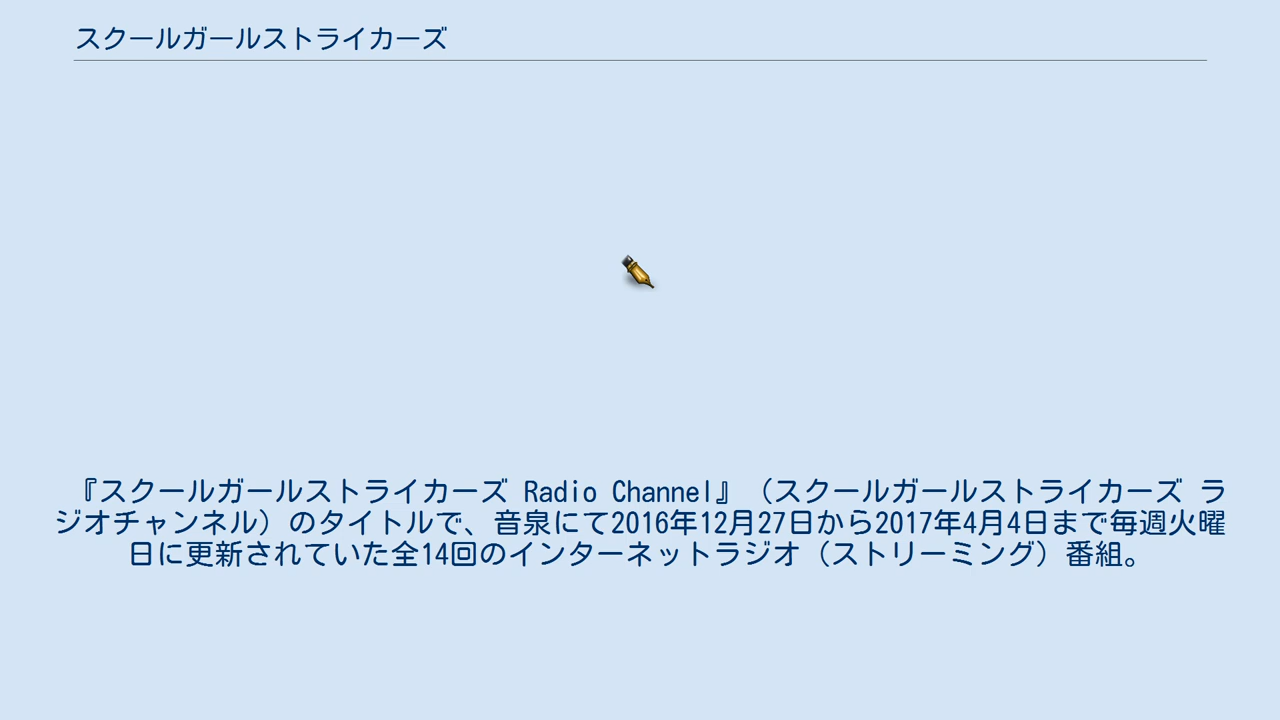 スクールガールストライカーズ
『スクールガールストライカーズ Radio Channel』（スクールガールストライカーズ ラ
ジオチャンネル）のタイトルで、音泉にて2016年12月27日から2017年4月4日まで毎週火曜
日に更新されていた全14回のインターネットラジオ（ストリーミング）番組。